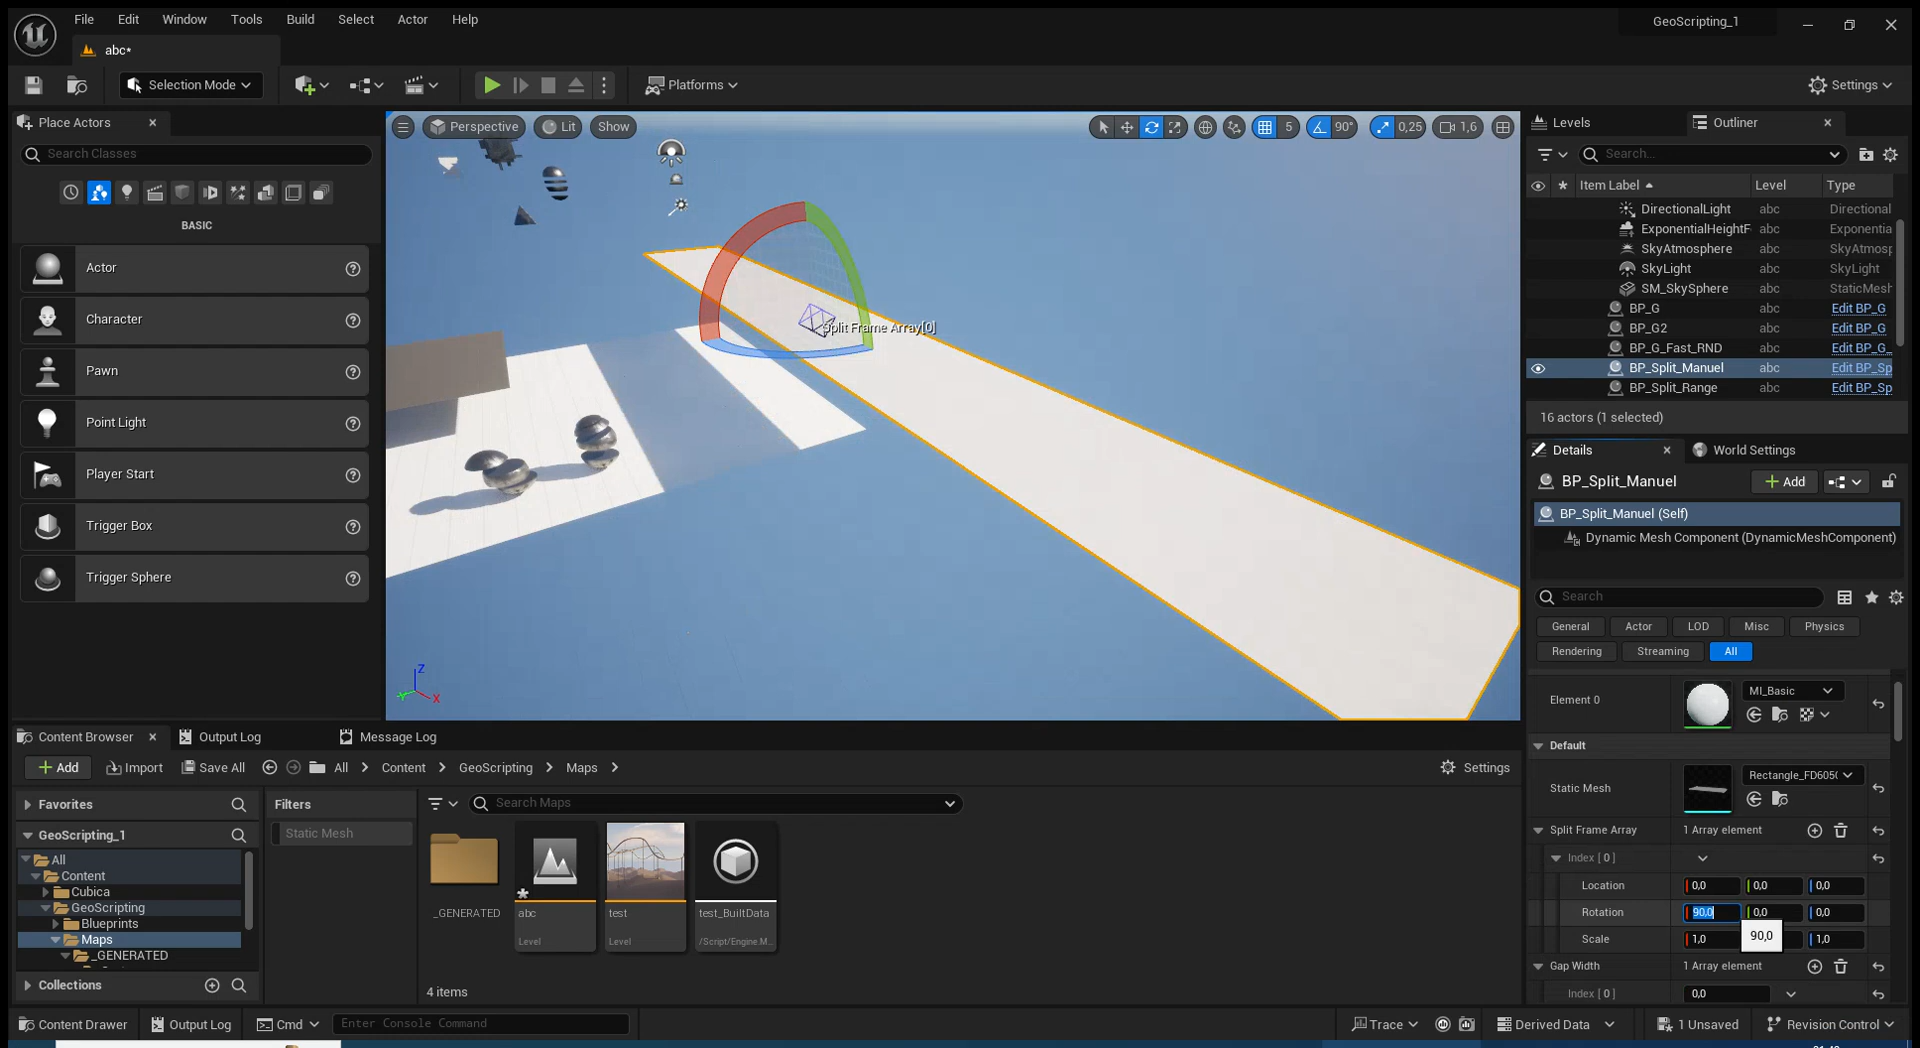 File Edit Window Tools Build Select Actor Help
GeoScripting_1
abc*
Selection Mode
Platforms
Settings
Place Actors
Search Classes
BASIC
Actor
Character
Pawn
Point Light
Player Start
Trigger Box
Trigger Sphere
Perspective Lit Show
5 90° 0,25 1,6
Split Frame Array[0]
Z
X
Levels Outliner
Search...
Item Label Level Type
DirectionalLight abc Directional
ExponentialHeightF abc Exponentia
SkyAtmosphere abc SkyAtmosp
SkyLight abc SkyLight
SM_SkySphere abc StaticMesh
BP_G abc Edit BP_G
BP_G2 abc Edit BP_G
BP_G_Fast_RND abc Edit BP_G_
BP_Split_Manuel abc Edit BP_Sp
BP_Split_Range abc Edit BP_Sp
16 actors (1 selected)
Details World Settings
BP_Split_Manuel
Add
BP_Split_Manuel (Self)
Dynamic Mesh Component (DynamicMeshComponent)
Search
General Actor LOD Misc Physics
Rendering Streaming All
Element 0
MI_Basic
Default
Static Mesh
Rectangle_FD605(
Split Frame Array 1 Array element
Index [ 0 ]
Location 0,0 0,0 0,0
Rotation 90,0 0,0 0,0
90,0
Scale 1,0 1,0
Gap Width 1 Array element
Index [ 0 ] 0,0
Content Browser Output Log Message Log
Add Import Save All All Content GeoScripting Maps
Settings
Favorites
GeoScripting_1
All
Content
Cubica
GeoScripting
Blueprints
Maps
_GENERATED
Collections
Filters
Static Mesh
Search Maps
_GENERATED
abc
Level
test
Level
test_BuiltData
/Script/Engine.M...
4 items
Content Drawer Output Log Cmd Enter Console Command
Trace Derived Data 1 Unsaved Revision Control